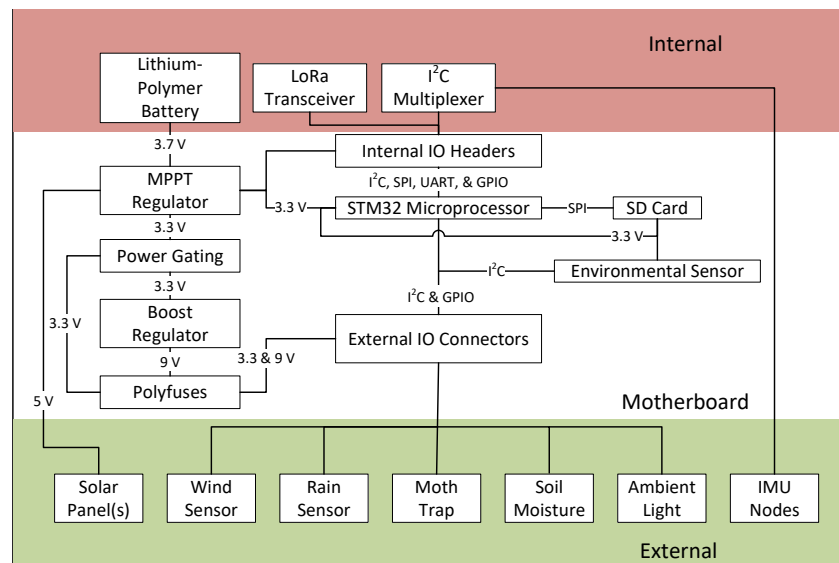 Internal
Lithium-
Polymer
Battery
LoRa
Transceiver
I²C
Multiplexer
3.7 V
Internal IO Headers
MPPT
Regulator
I²C, SPI, UART, & GPIO
3.3 V
STM32 Microprocessor
SPI
SD Card
3.3 V
3.3 V
Power Gating
I²C
Environmental Sensor
3.3 V
I²C & GPIO
3.3 V
Boost
Regulator
External IO Connectors
9 V
3.3 & 9 V
Polyfuses
5 V
Motherboard
Solar
Panel(s)
Wind
Sensor
Rain
Sensor
Moth
Trap
Soil
Moisture
Ambient
Light
IMU
Nodes
External